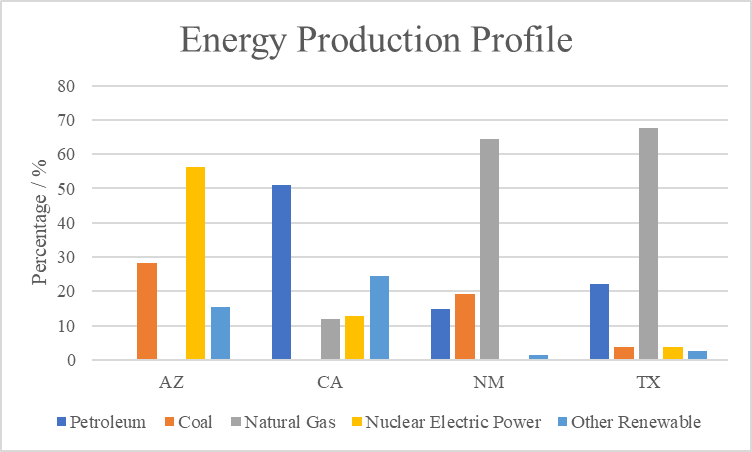 Energy Production Profile
80
70
60
50
40
30
20
10
0
Percentage / %
AZ CA NM TX
Petroleum Coal Natural Gas Nuclear Electric Power Other Renewable